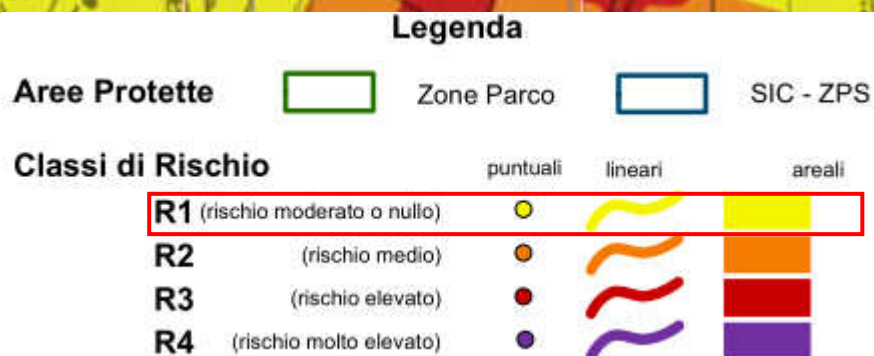 Legenda
Aree Protette Zone Parco SIC - ZPS
Classi di Rischio puntuali lineari areali
R1 (rischio moderato o nullo)
R2 (rischio medio)
R3 (rischio elevato)
R4 (rischio molto elevato)